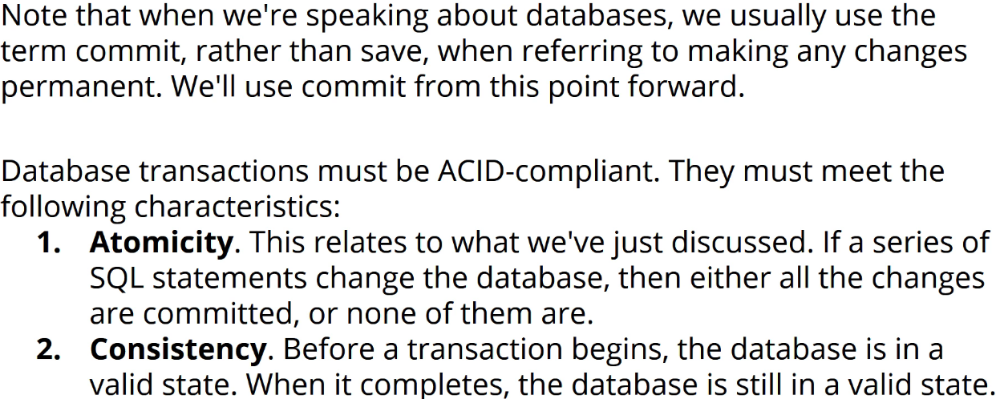 Note that when we're speaking about databases, we usually use the
term commit, rather than save, when referring to making any changes
permanent. We'll use commit from this point forward.
Database transactions must be ACID-compliant. They must meet the
following characteristics:
1. Atomicity. This relates to what we've just discussed. If a series of
SQL statements change the database, then either all the changes
are committed, or none of them are.
2. Consistency. Before a transaction begins, the database is in a
valid state. When it completes, the database is still in a valid state.